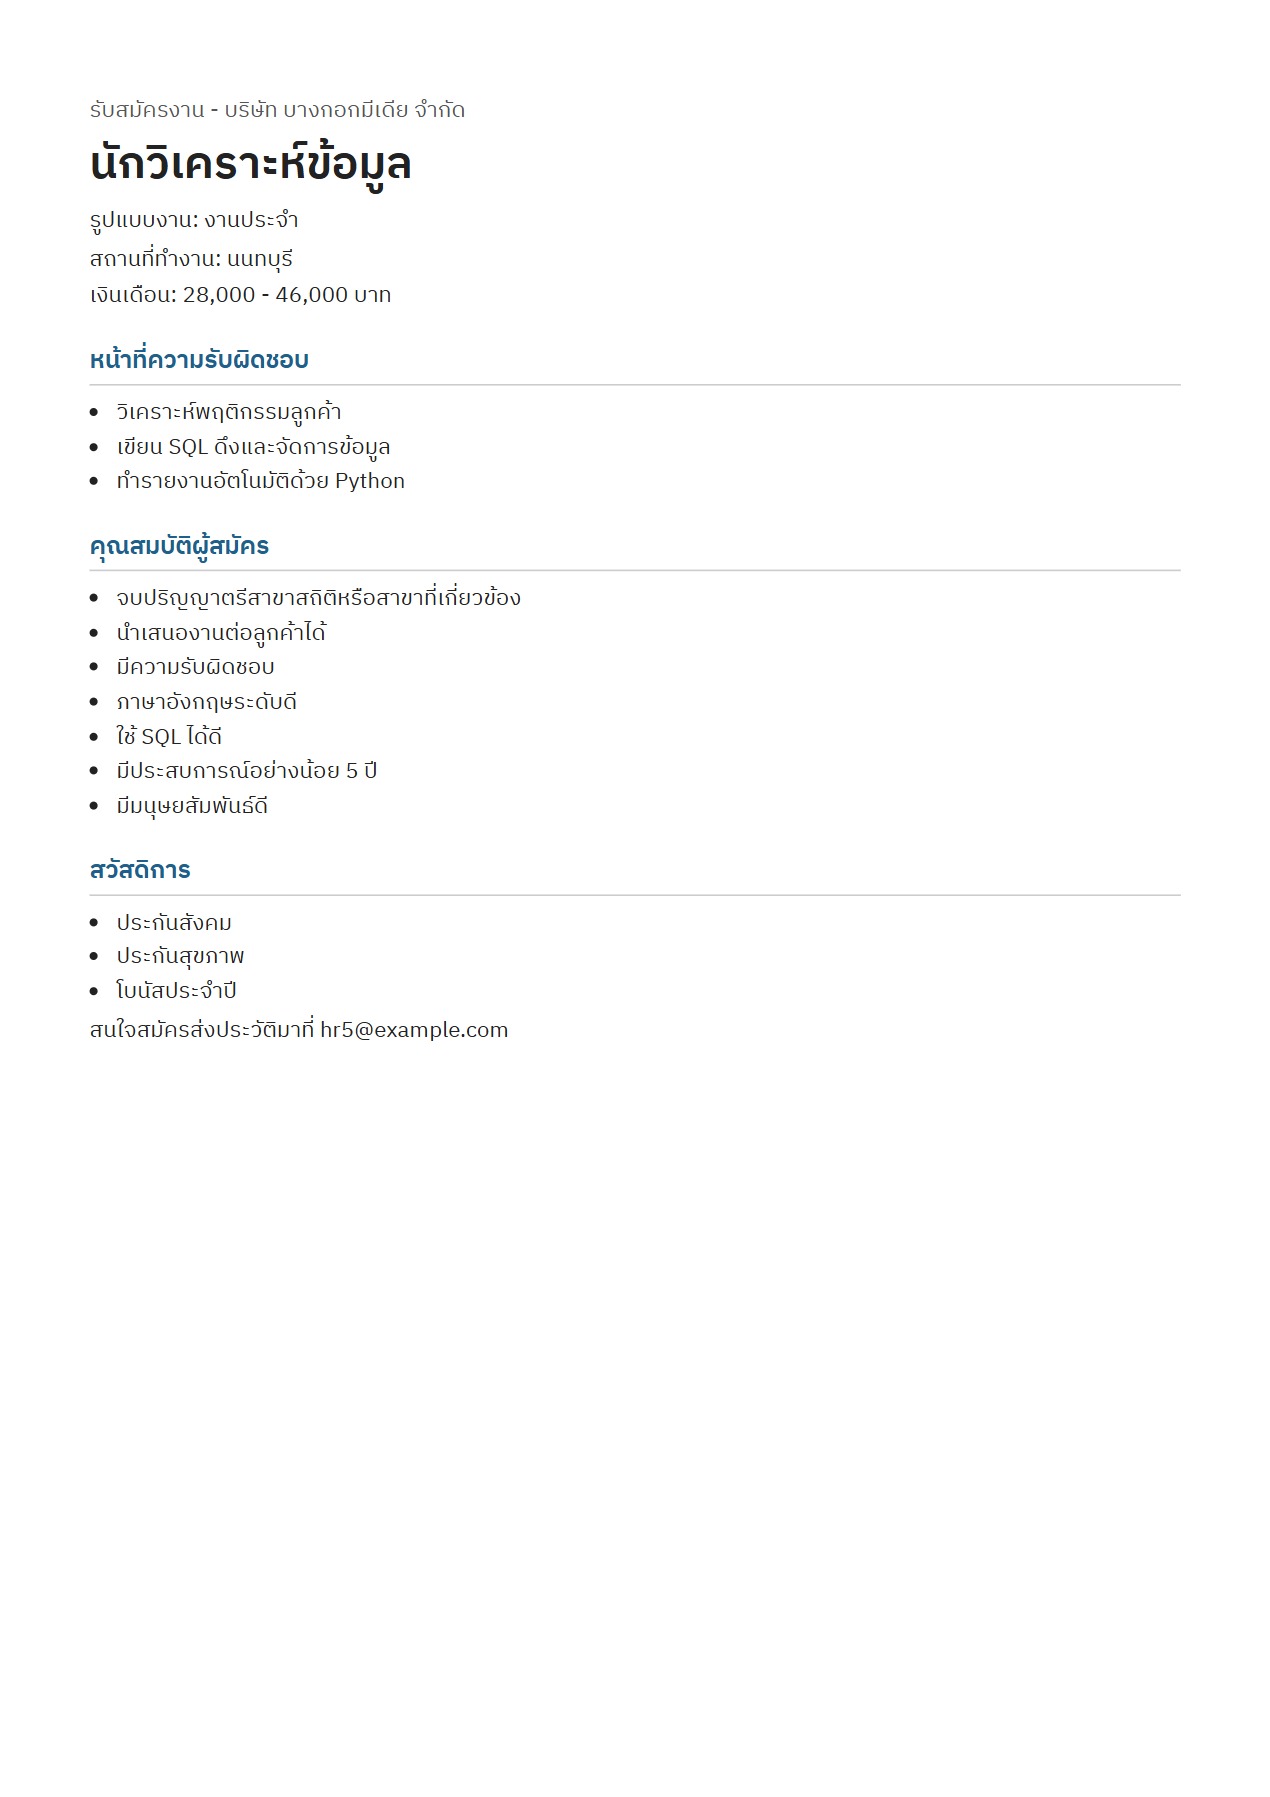 รับสมัครงาน - บริษัท บางกอกมีเดีย จำกัด
นักวิเคราะห์ข้อมูล
รูปแบบงาน: งานประจำ
สถานที่ทำงาน: นนทบุรี
เงินเดือน: 28,000 - 46,000 บาท
หน้าที่ความรับผิดชอบ
• วิเคราะห์พฤติกรรมลูกค้า
• เขียน SQL ดึงและจัดการข้อมูล
• ทำรายงานอัตโนมัติด้วย Python
คุณสมบัติผู้สมัคร
• จบปริญญาตรีสาขาสถิติหรือสาขาที่เกี่ยวข้อง
• นำเสนองานต่อลูกค้าได้
• มีความรับผิดชอบ
• ภาษาอังกฤษระดับดี
• ใช้ SQL ได้ดี
• มีประสบการณ์อย่างน้อย 5 ปี
• มีมนุษยสัมพันธ์ดี
สวัสดิการ
• ประกันสังคม
• ประกันสุขภาพ
• โบนัสประจำปี
สนใจสมัครส่งประวัติมาที่ hr5@example.com